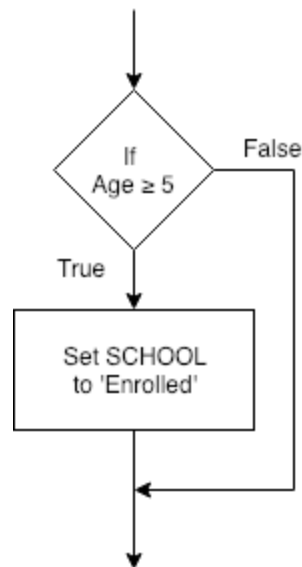 If
Age ≥ 5
False
True
Set SCHOOL
to 'Enrolled'